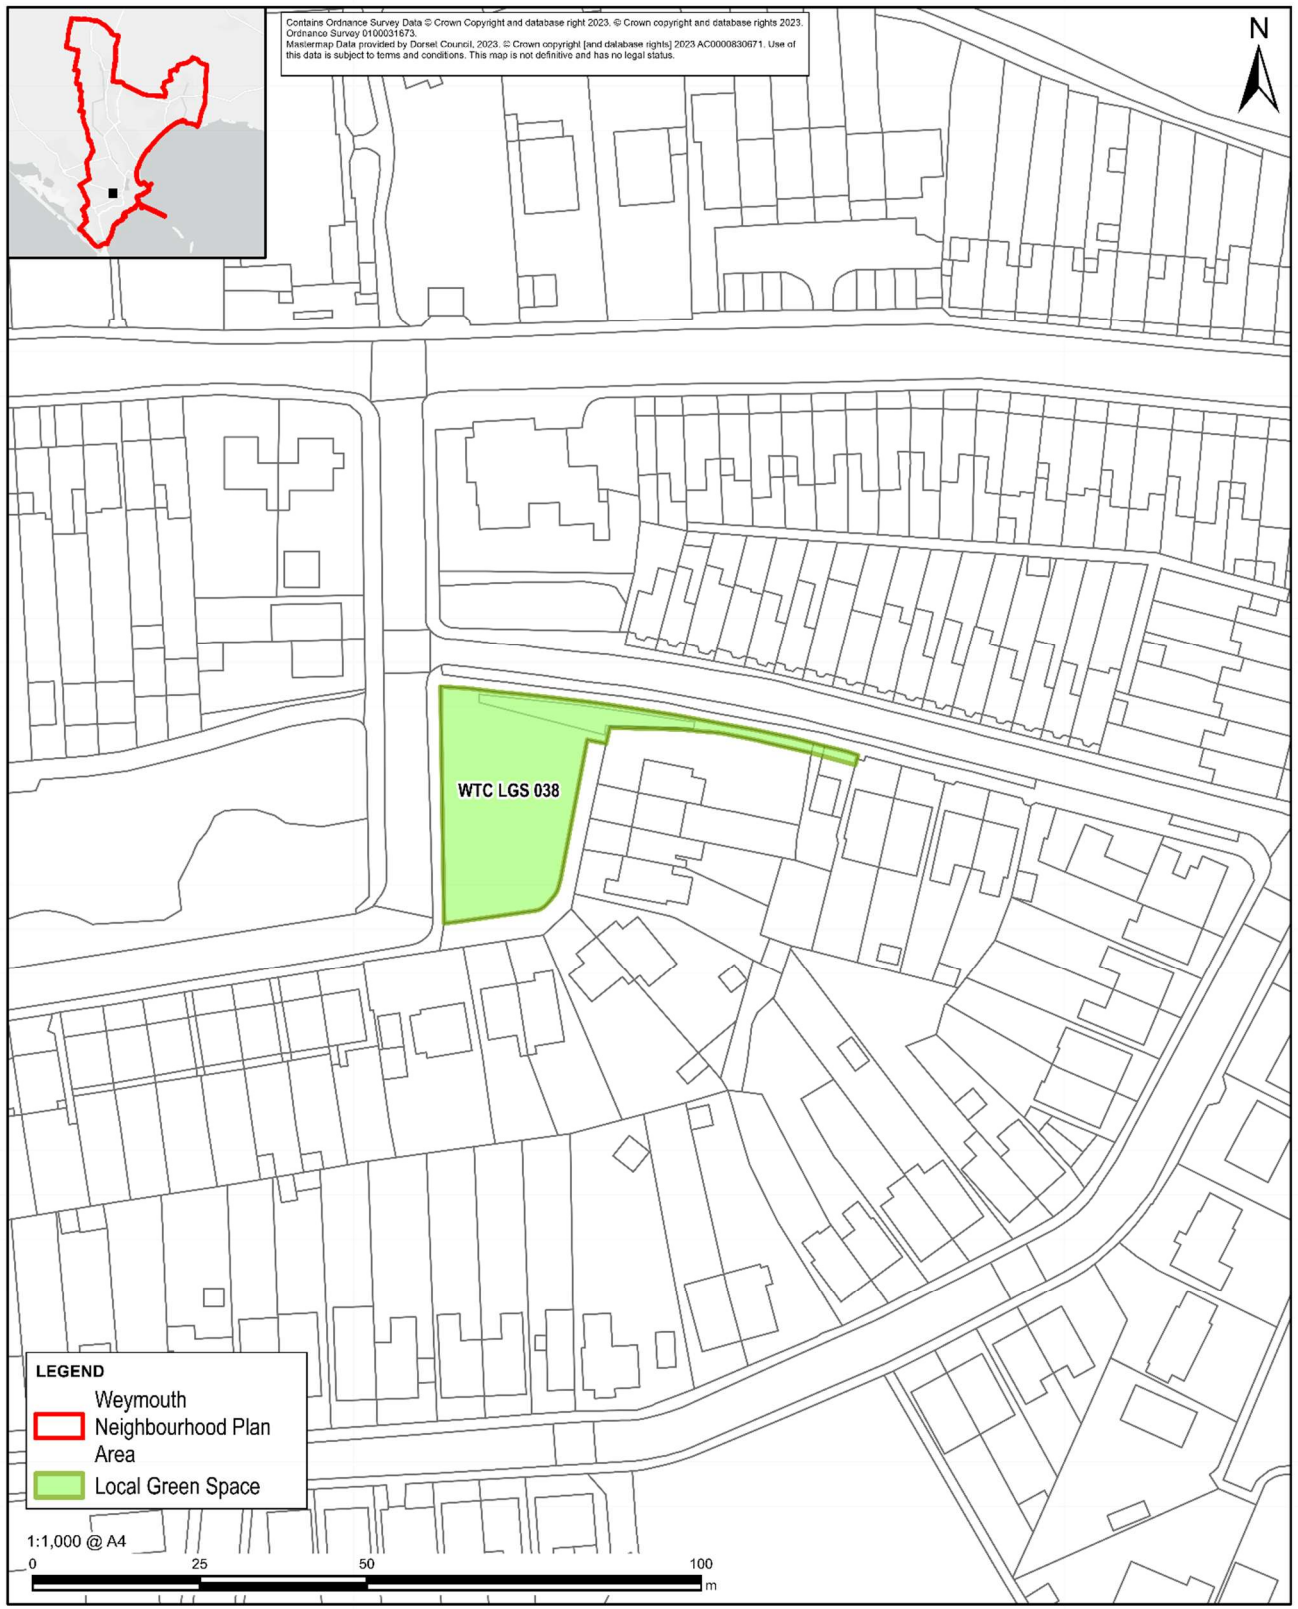 Contains Ordnance Survey Data © Crown Copyright and database right 2023. © Crown copyright and database rights 2023.
Ordnance Survey 0100031673.
Mastermap Data provided by Dorset Council, 2023. © Crown copyright [and database rights] 2023 AC0000830671. Use of
this data is subject to terms and conditions. This map is not definitive and has no legal status.
N
WTC LGS 038
LEGEND
Weymouth
Neighbourhood Plan
Area
Local Green Space
1:1,000 @ A4
0 25 50 100
m